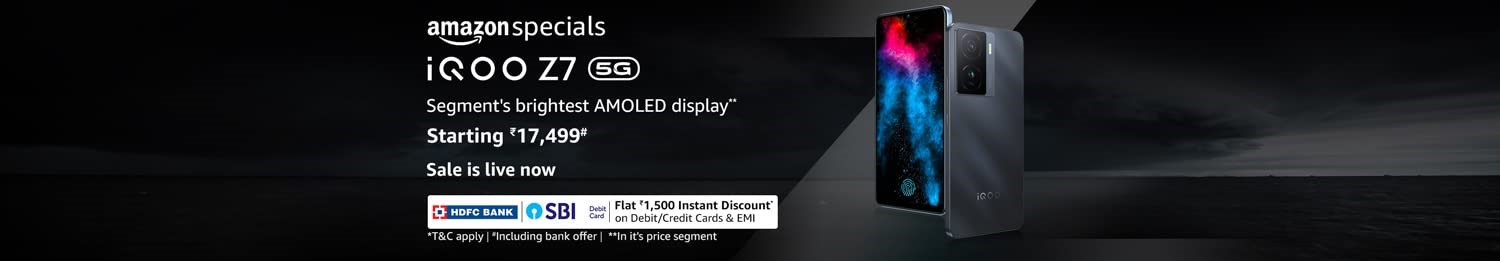 amazonspecials
iQOO Z7 5G
Segment's brightest AMOLED display**
Starting ₹17,499#
Sale is live now
HDFC BANK | SBI Debit Card | Flat ₹1,500 Instant Discount*
on Debit/Credit Cards & EMI
*T&C apply | #Including bank offer | **In it's price segment
iQOO